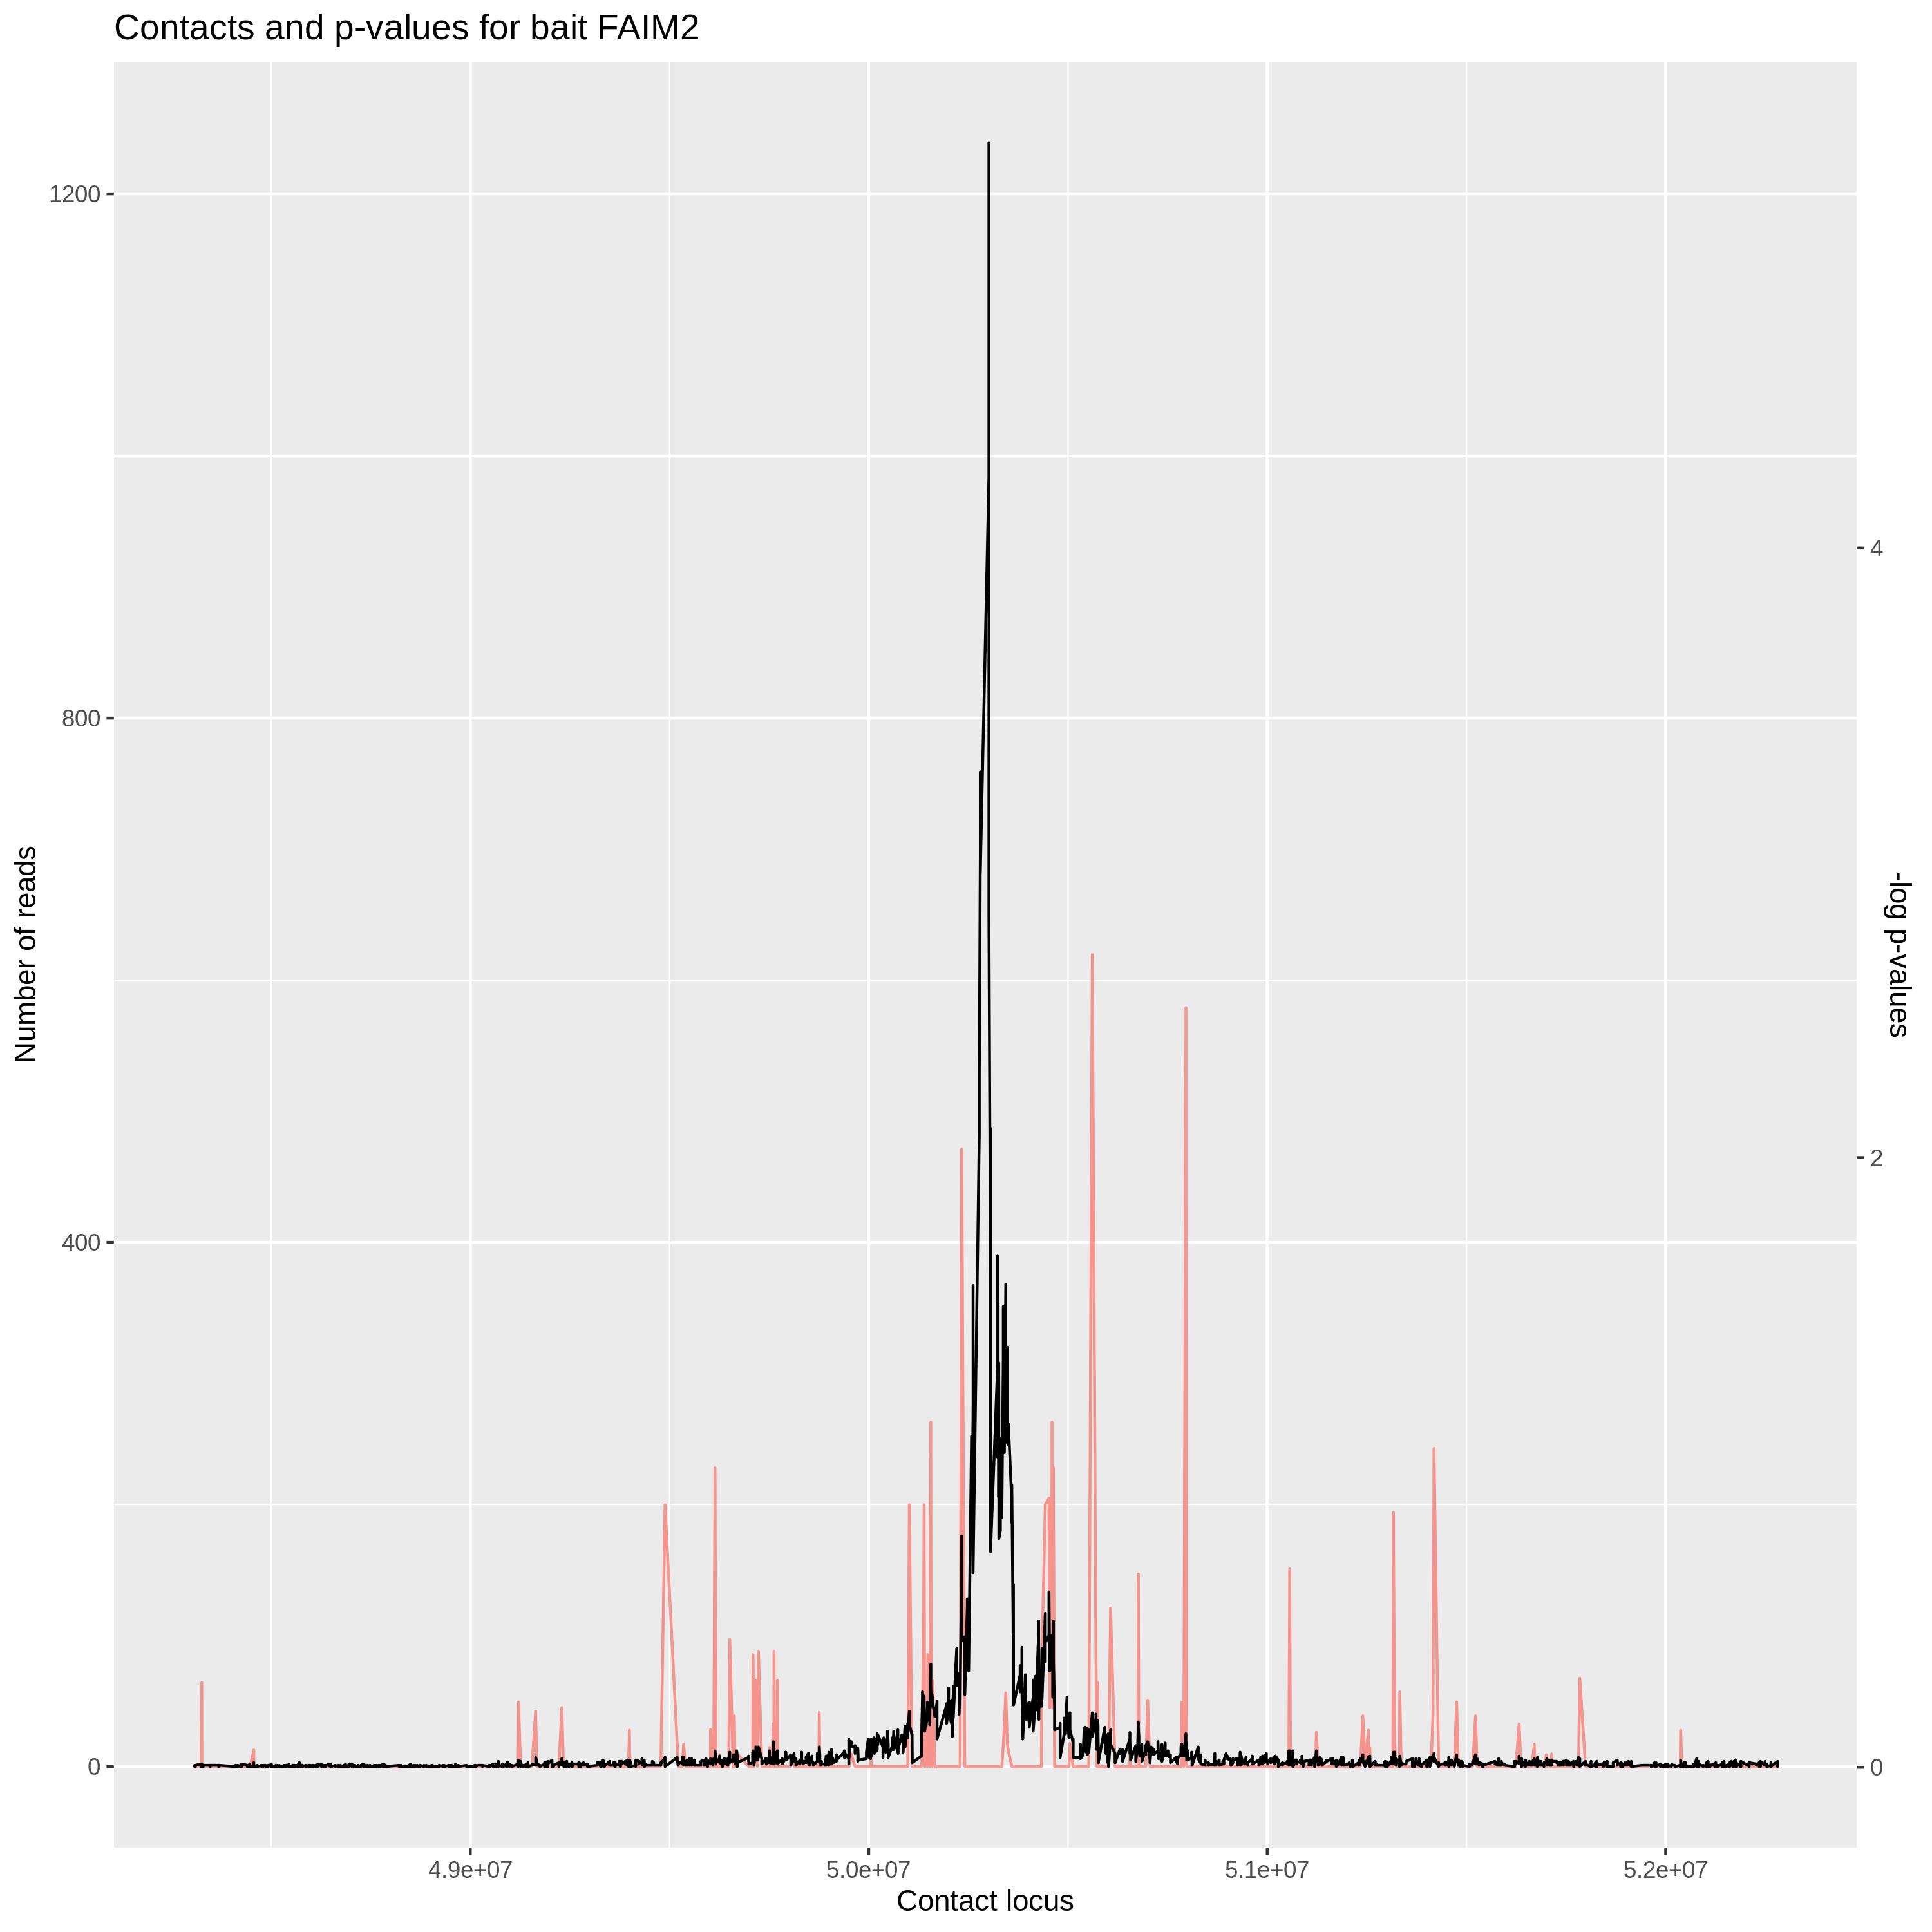 Contacts and p-values for bait FAIM2
1200
800
400
0
Number of reads
4
2
0
-log p-values
4.9e+07 5.0e+07 5.1e+07 5.2e+07
Contact locus